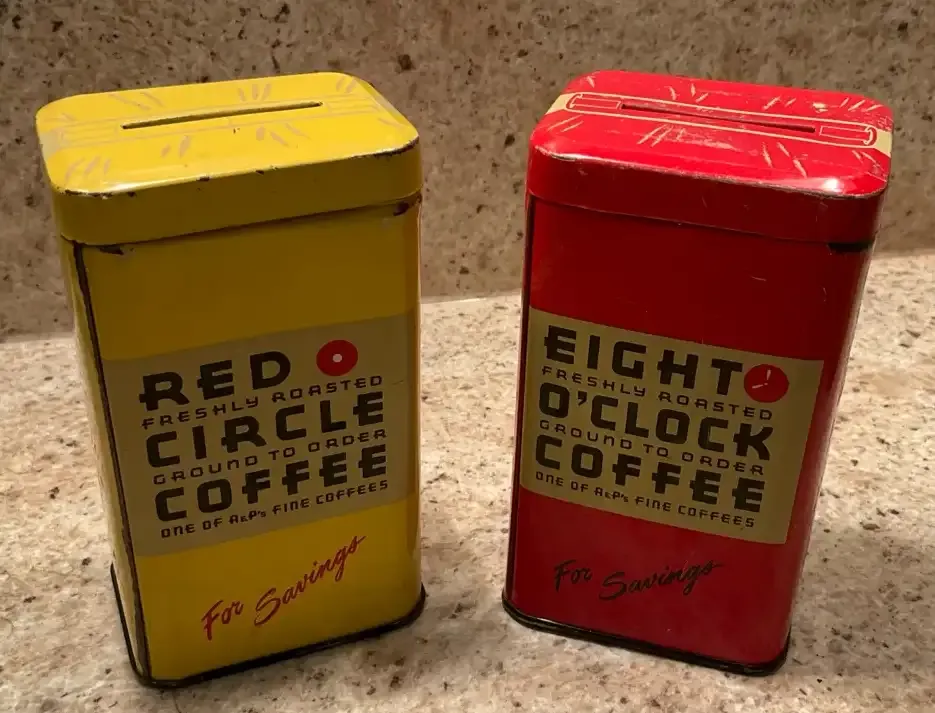 RED
FRESHLY ROASTED
CIRCLE
GROUND TO ORDER
COFFEE
ONE OF A&P's FINE COFFEES
For Savings
EIGHT
FRESHLY ROASTED
O'CLOCK
GROUND TO ORDER
COFFEE
ONE OF A&P's FINE COFFEES
For Savings